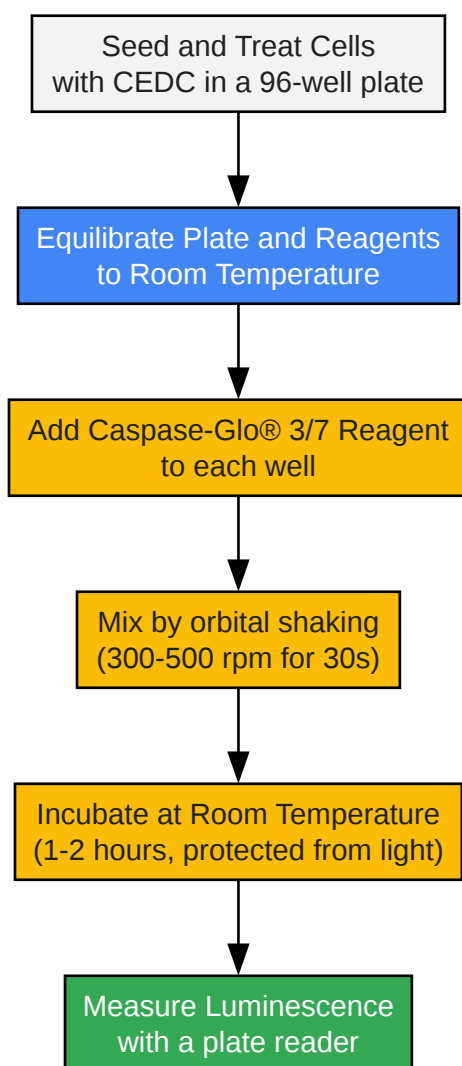 Seed and Treat Cells
with CEDC in a 96-well plate
Equilibrate Plate and Reagents
to Room Temperature
Add Caspase-Glo® 3/7 Reagent
to each well
Mix by orbital shaking
(300-500 rpm for 30s)
Incubate at Room Temperature
(1-2 hours, protected from light)
Measure Luminescence
with a plate reader